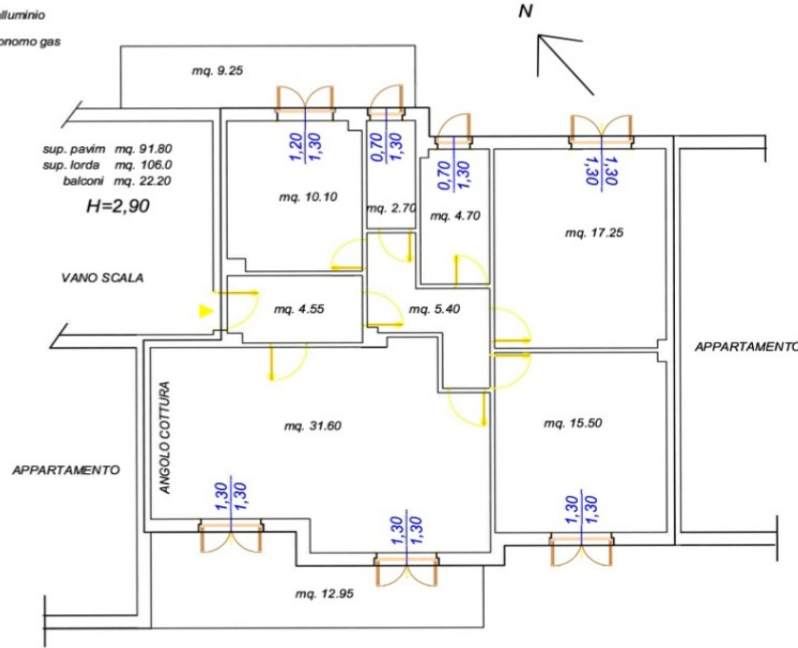 N
mq. 9.25
sup. pavim mq. 91.80
sup. lorda mq. 106.0
balconi mq. 22.20
H=2,90
1,20
1,30
0,70
1,30
0,70
1,30
1,30
1,30
mq. 10.10
mq. 2.70
mq. 4.70
mq. 17.25
VANO SCALA
mq. 4.55
mq. 5.40
APPARTAMENTO
ANGOLO COTTURA
mq. 31.60
mq. 15.50
APPARTAMENTO
1,30
1,30
1,30
1,30
1,30
1,30
mq. 12.95